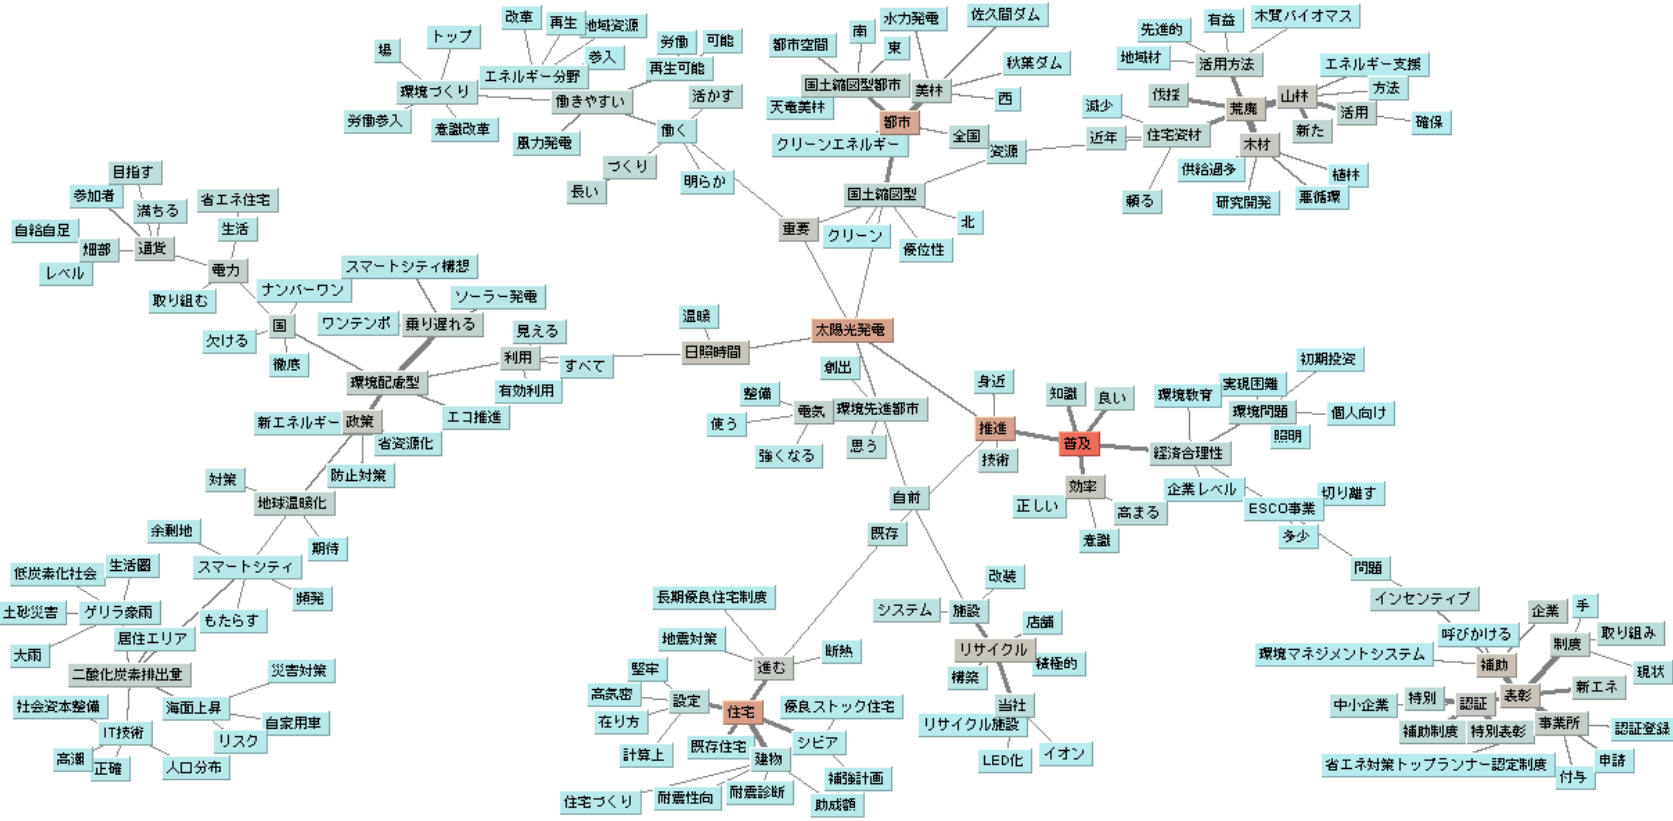 改革
再生
地域資源
場
トップ
参入
労働
可能
エネルギー分野
再生可能
環境づくり
働きやすい
活かす
労働参入
意識改革
風力発電
働く
づくり
長い
明らか
都市空間
南
水力発電
佐久間ダム
東
国土縮図型都市
美林
秋葉ダム
天竜美林
西
都市
クリーンエネルギー
全国
資源
国土縮図型
重要
クリーン
北
優位性
先進的
有益
木質バイオマス
地域材
活用方法
エネルギー支援
伐採
山林
方法
減少
荒廃
活用
近年
住宅資材
新た
確保
木材
供給過多
植林
頼る
研究開発
悪循環
目指す
参加者
満ちる
省エネ住宅
自給自足
生活
畑部
通貨
レベル
電力
取り組む
スマートシティ構想
ナンバーワン
ソーラー発電
国
ワンテンポ
乗り遅れる
欠ける
徹底
見える
利用
すべて
環境配慮型
有効利用
新エネルギー
政策
エコ推進
省資源化
防止対策
対策
地球温暖化
期待
温暖
日照時間
太陽光発電
創出
整備
電気
環境先進都市
使う
強くなる
思う
身近
推進
技術
自前
既存
知識
良い
普及
効率
正しい
高まる
意識
初期投資
環境教育
実現困難
環境問題
個人向け
照明
経済合理性
企業レベル
切り離す
ESCO事業
多少
問題
インセンティブ
余剰地
スマートシティ
頻発
もたらす
低炭素化社会
生活圏
土砂災害
ゲリラ豪雨
大雨
居住エリア
二酸化炭素排出量
災害対策
社会資本整備
海面上昇
自家用車
IT技術
リスク
高潮
正確
人口分布
長期優良住宅制度
地震対策
断熱
堅牢
進む
高気密
設定
在り方
住宅
優良ストック住宅
計算上
既存住宅
シビア
建物
補強計画
住宅づくり
耐震性向
耐震診断
助成額
改装
システム
施設
店舗
リサイクル
積極的
構築
当社
リサイクル施設
LED化
イオン
企業
手
呼びかける
制度
取り組み
環境マネジメントシステム
補助
現状
中小企業
特別
認証
表彰
新エネ
補助制度
特別表彰
事業所
認証登録
省エネ対策トップランナー認定制度
申請
付与